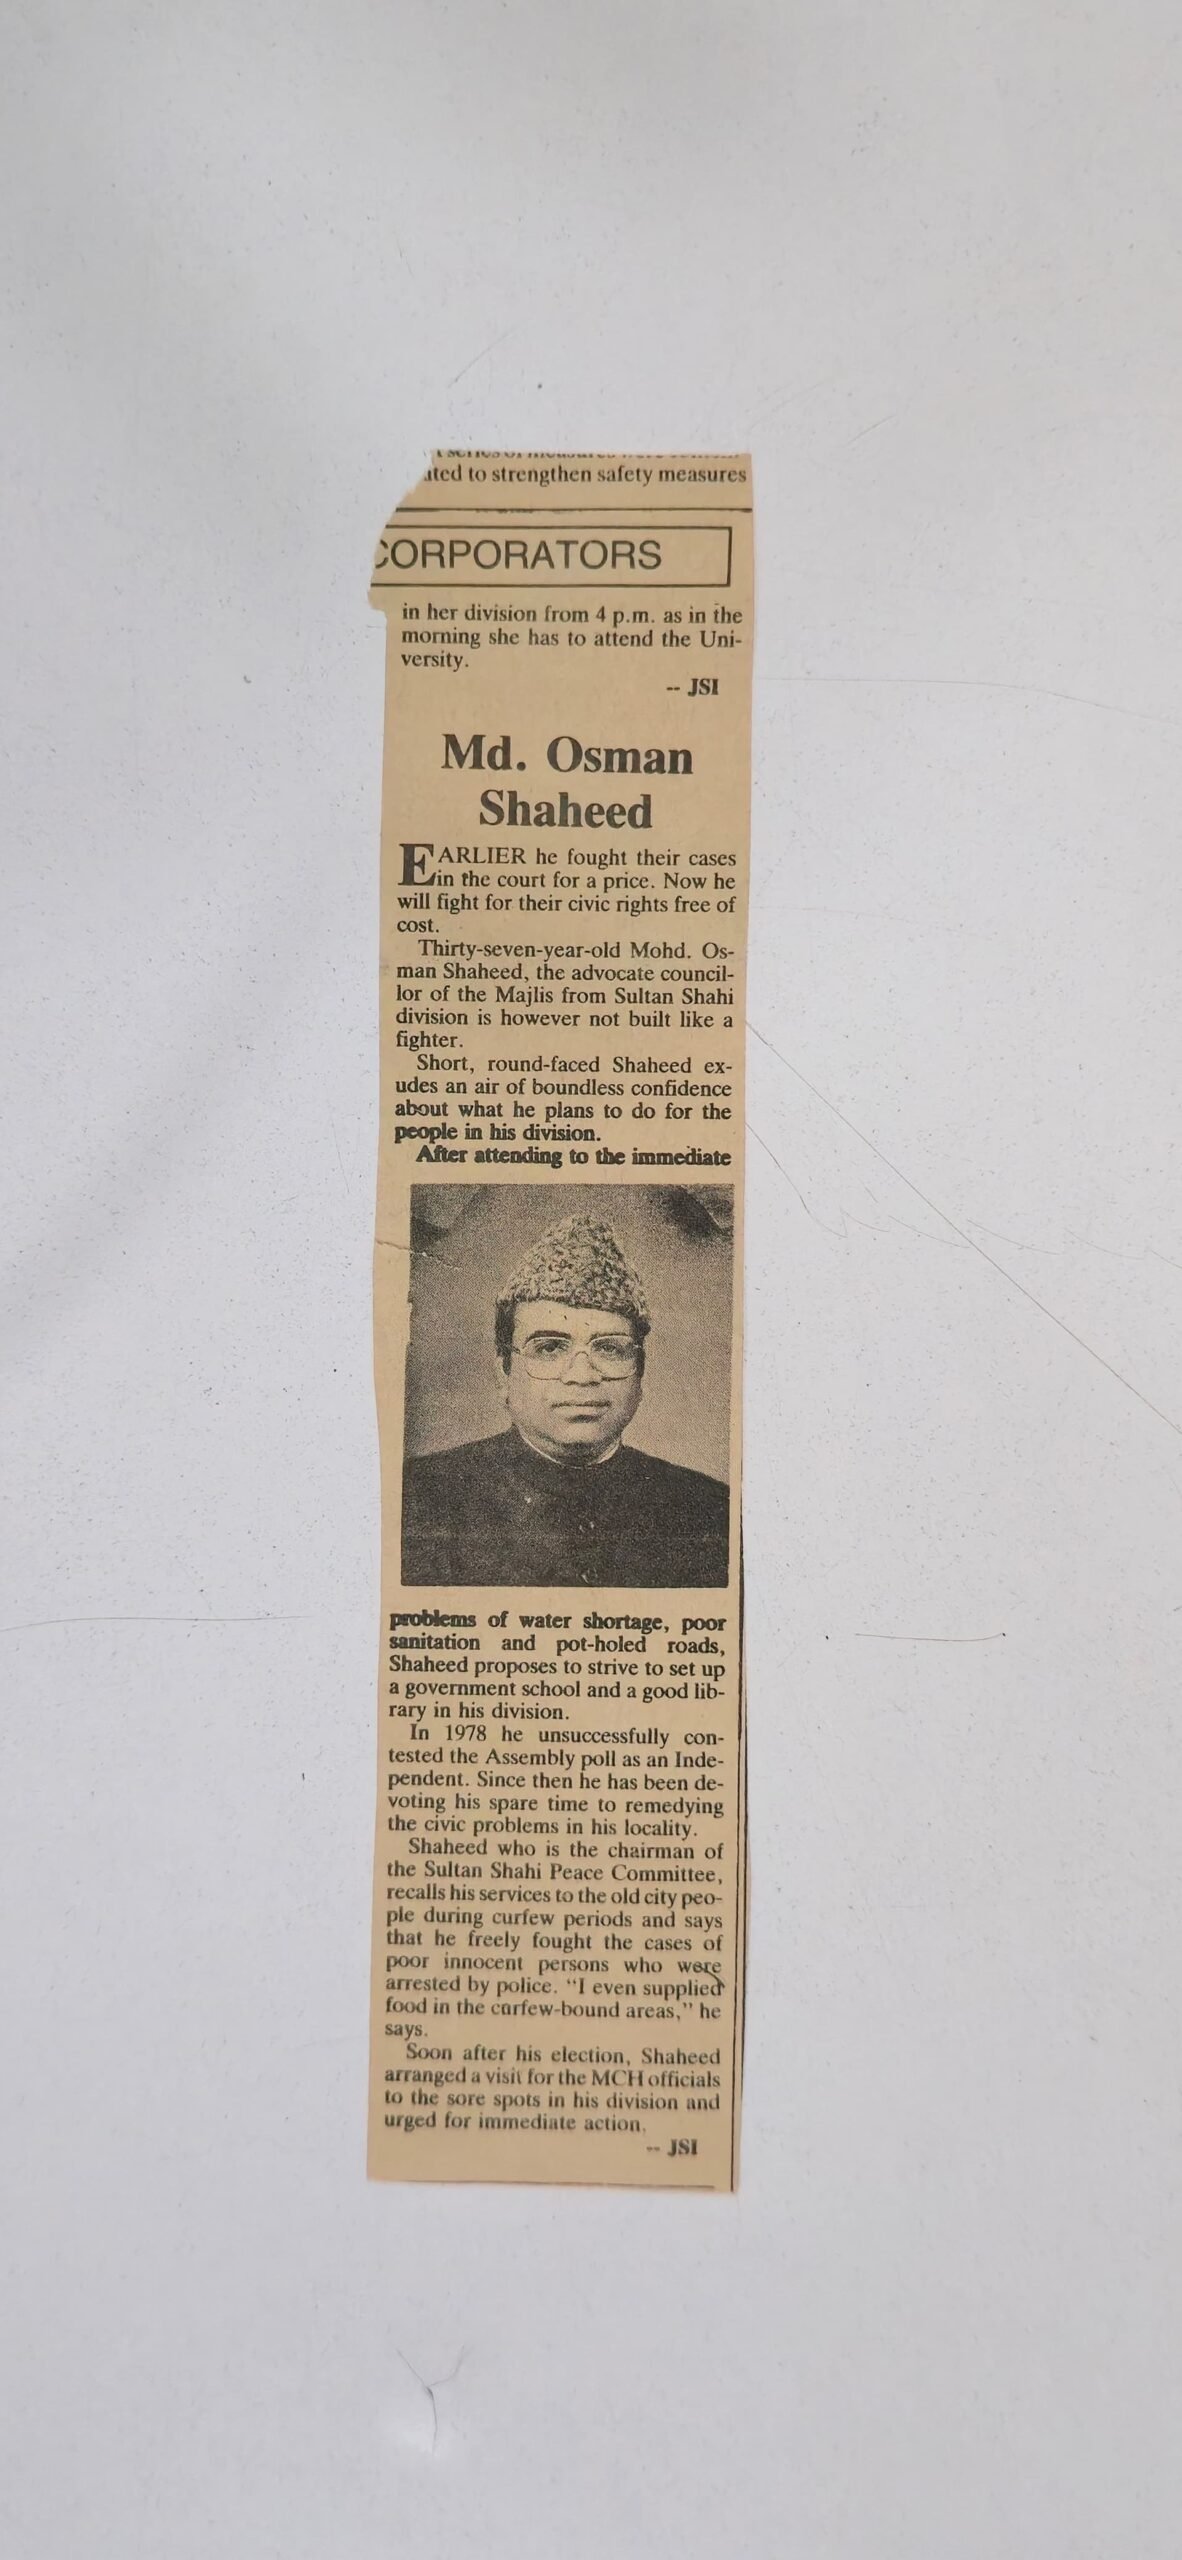 ated to strengthen safety measures
CORPORATORS
in her division from 4 p.m. as in the
morning she has to attend the Uni-
versity.
-- JSI
Md. Osman
Shaheed
EARLIER he fought their cases
in the court for a price. Now he
will fight for their civic rights free of
cost.
Thirty-seven-year-old Mohd. Os-
man Shaheed, the advocate council-
lor of the Majlis from Sultan Shahi
division is however not built like a
fighter.
Short, round-faced Shaheed ex-
udes an air of boundless confidence
about what he plans to do for the
people in his division.
After attending to the immediate
problems of water shortage, poor
sanitation and pot-holed roads,
Shaheed proposes to strive to set up
a government school and a good lib-
rary in his division.
In 1978 he unsuccessfully con-
tested the Assembly poll as an Inde-
pendent. Since then he has been de-
voting his spare time to remedying
the civic problems in his locality.
Shaheed who is the chairman of
the Sultan Shahi Peace Committee,
recalls his services to the old city peo-
ple during curfew periods and says
that he freely fought the cases of
poor innocent persons who were
arrested by police. "I even supplied
food in the curfew-bound areas," he
says.
Soon after his election, Shaheed
arranged a visit for the MCH officials
to the sore spots in his division and
urged for immediate action.
-- JSI